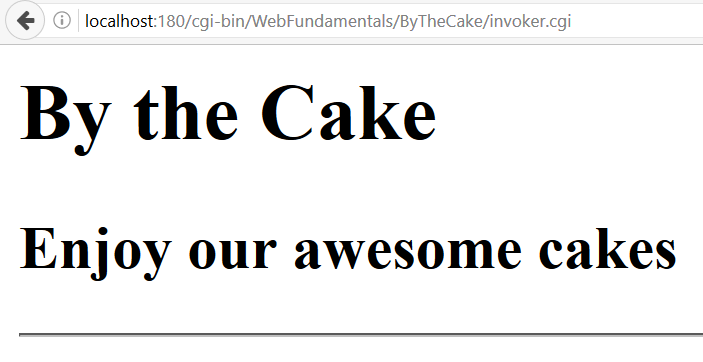 localhost:180/cgi-bin/WebFundamentals/ByTheCake/invoker.cgi
By the Cake
Enjoy our awesome cakes